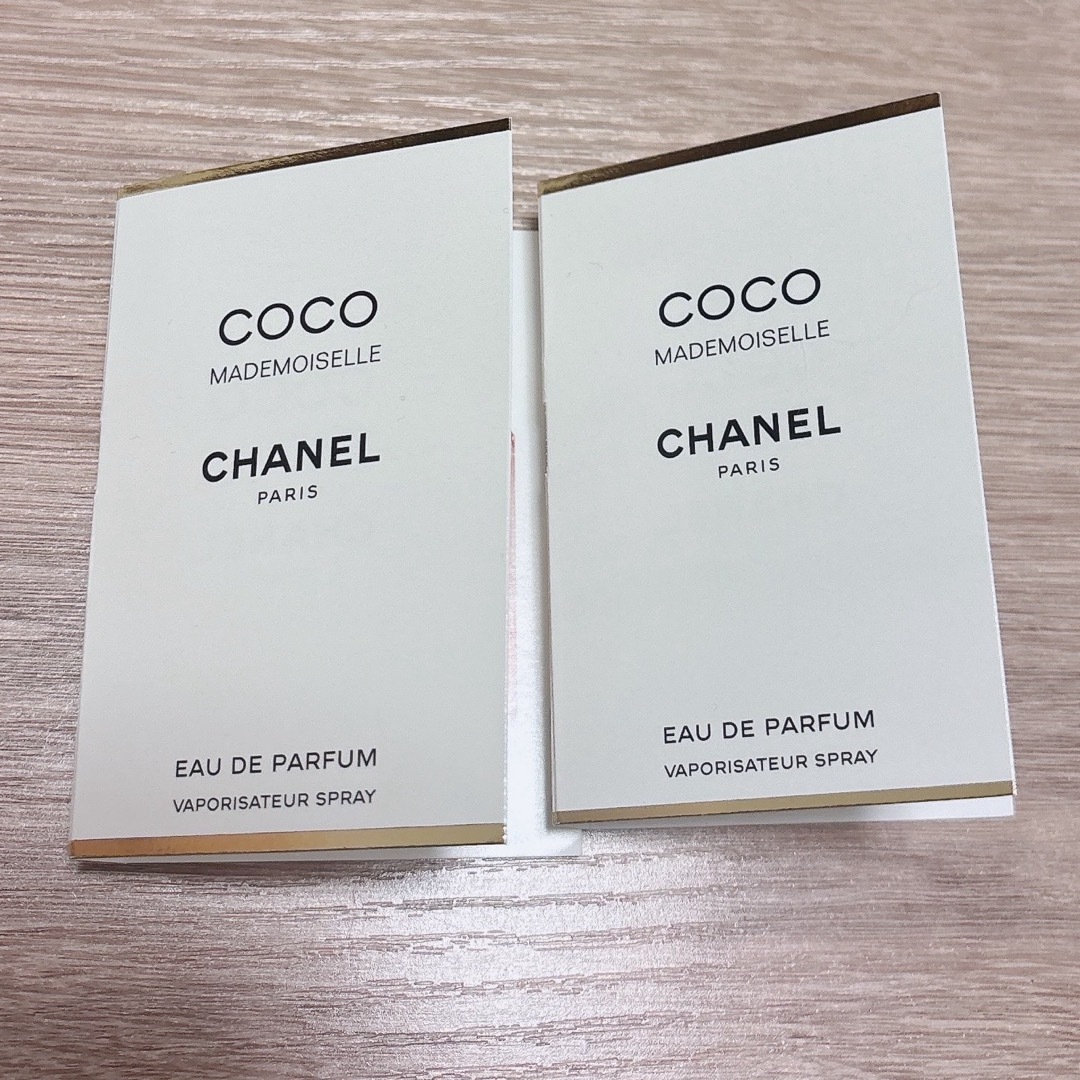 COCO
MADEMOISELLE
CHANEL
PARIS
EAU DE PARFUM
VAPORISATEUR SPRAY
COCO
MADEMOISELLE
CHANEL
PARIS
EAU DE PARFUM
VAPORISATEUR SPRAY